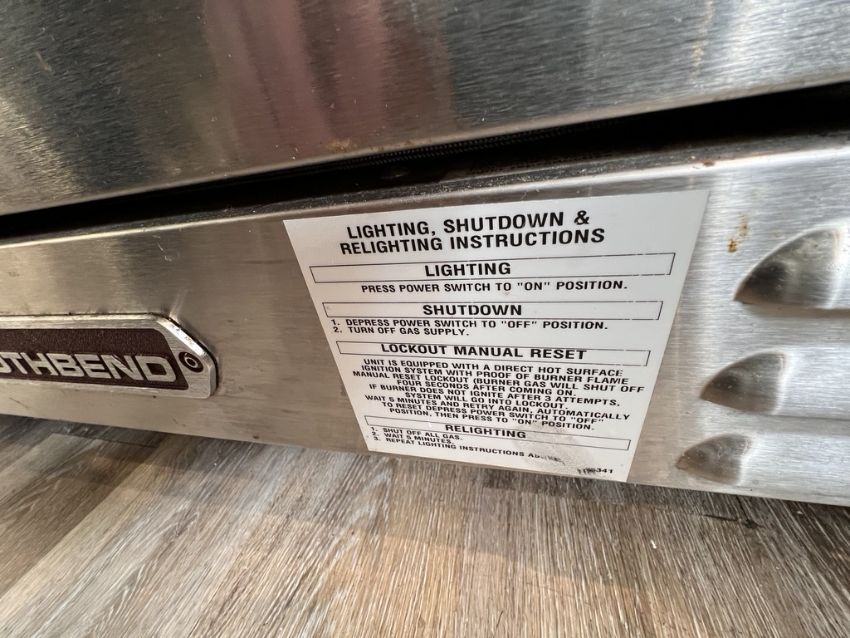 LIGHTING, SHUTDOWN &
RELIGHTING INSTRUCTIONS
LIGHTING
PRESS POWER SWITCH TO "ON" POSITION.
SHUTDOWN
1. DEPRESS POWER SWITCH TO "OFF" POSITION.
2. TURN OFF GAS SUPPLY.
LOCKOUT MANUAL RESET
UNIT IS EQUIPPED WITH A DIRECT HOT SURFACE
IGNITION SYSTEM WITH PROOF OF BURNER FLAME
MANUAL RESET LOCKOUT (BURNER GAS WILL SHUT OFF
FOUR SECONDS AFTER COMING ON.
IF BURNER DOES NOT IGNITE AFTER 3 ATTEMPTS,
SYSTEM WILL GO INTO LOCKOUT.
WAIT 5 MINUTES AND RETRY AGAIN, AUTOMATICALLY
TO RESET DEPRESS POWER SWITCH TO "OFF"
POSITION, THEN PRESS TO "ON" POSITION.
RELIGHTING
1. SHUT OFF ALL GAS.
2. WAIT 5 MINUTES.
3. REPEAT LIGHTING INSTRUCTIONS
OTHBEND